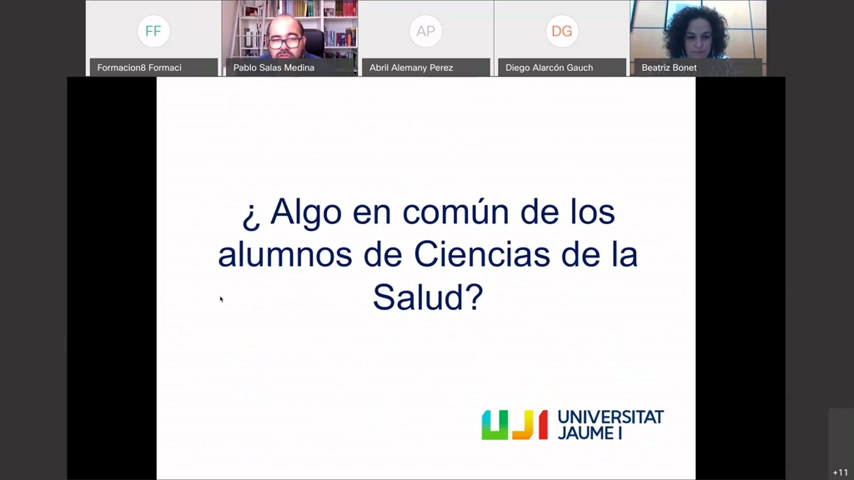 FF
AP
DG
Formacion8 Formaci
Pablo Salas Medina
Abril Alemany Perez
Diego Alarcón Gauch
Beatriz Bonet
¿ Algo en común de los
alumnos de Ciencias de la
Salud?
UJI
UNIVERSITAT
JAUME I
+11